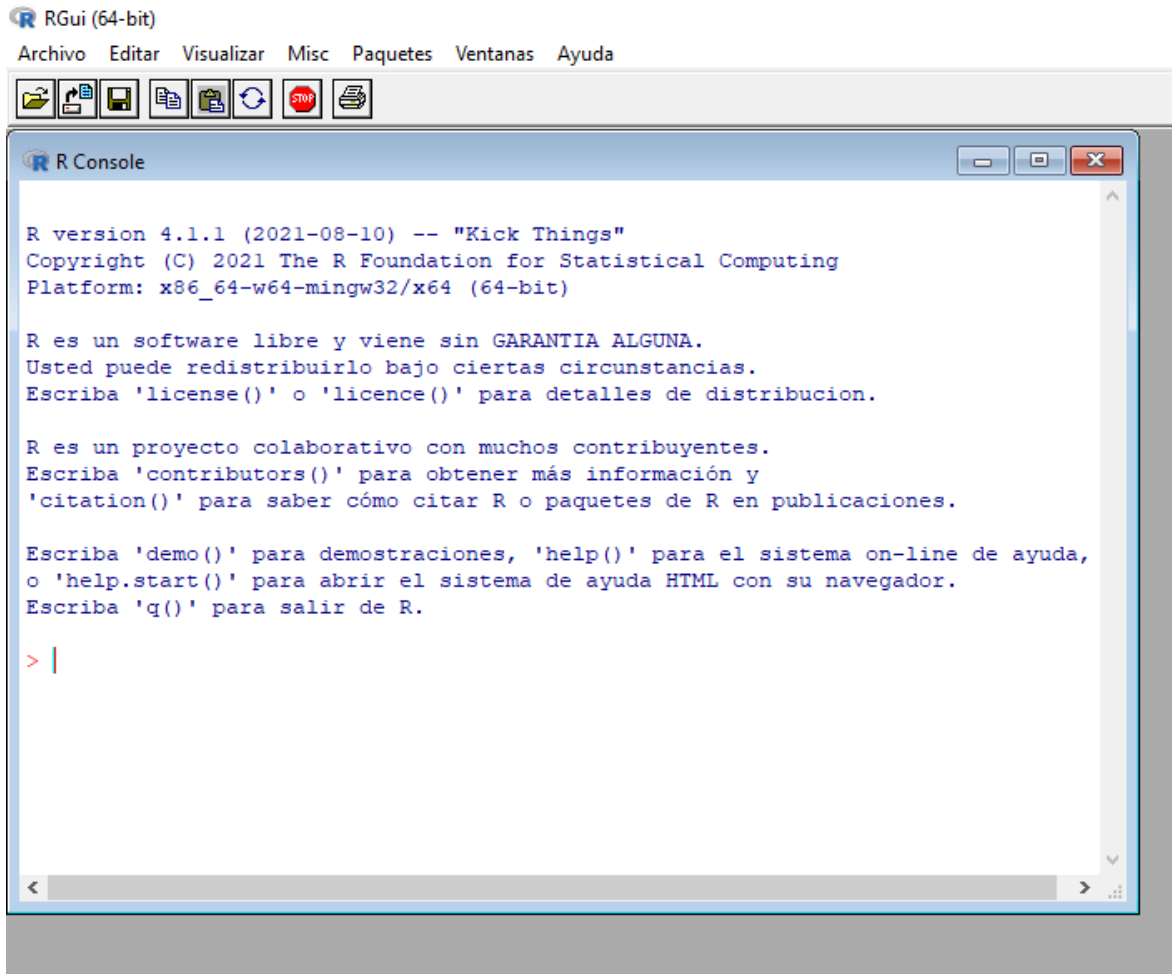 RGui (64-bit)
Archivo Editar Visualizar Misc Paquetes Ventanas Ayuda
STOP
R Console
R version 4.1.1 (2021-08-10) -- "Kick Things"
Copyright (C) 2021 The R Foundation for Statistical Computing
Platform: x86_64-w64-mingw32/x64 (64-bit)
R es un software libre y viene sin GARANTIA ALGUNA.
Usted puede redistribuirlo bajo ciertas circunstancias.
Escriba 'license()' o 'licence()' para detalles de distribucion.
R es un proyecto colaborativo con muchos contribuyentes.
Escriba 'contributors()' para obtener más información y
'citation()' para saber cómo citar R o paquetes de R en publicaciones.
Escriba 'demo()' para demostraciones, 'help()' para el sistema on-line de ayuda,
o 'help.start()' para abrir el sistema de ayuda HTML con su navegador.
Escriba 'q()' para salir de R.
>